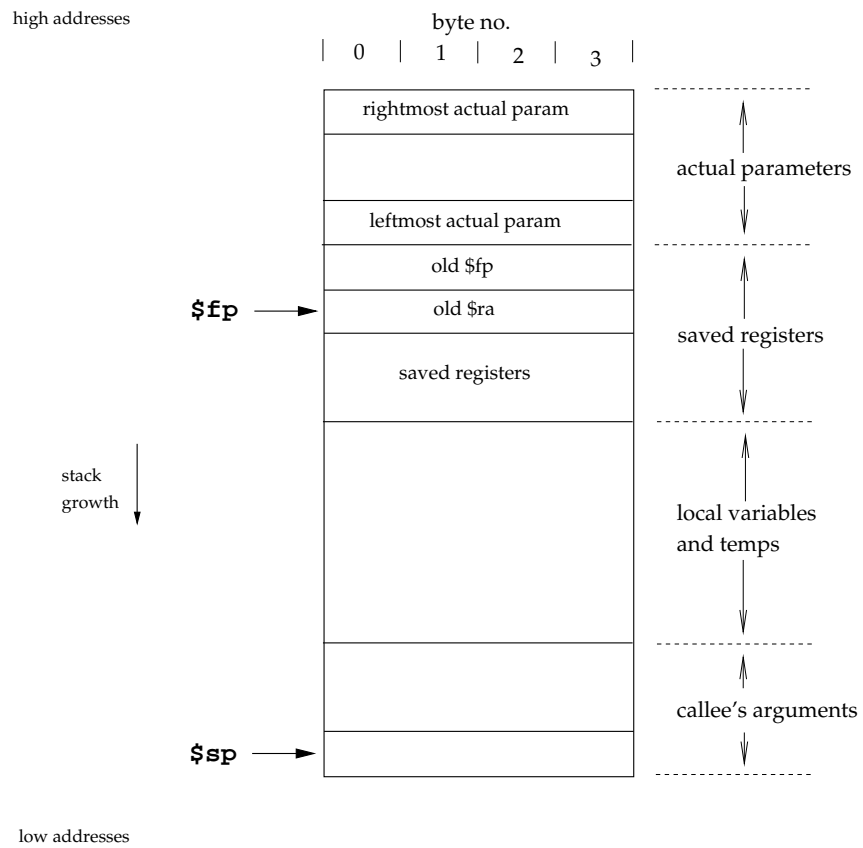 high addresses
byte no.
| 0 | 1 | 2 | 3 |
rightmost actual param
actual parameters
leftmost actual param
old $fp
$fp
old $ra
saved registers
saved registers
stack
growth
local variables
and temps
callee's arguments
$sp
low addresses